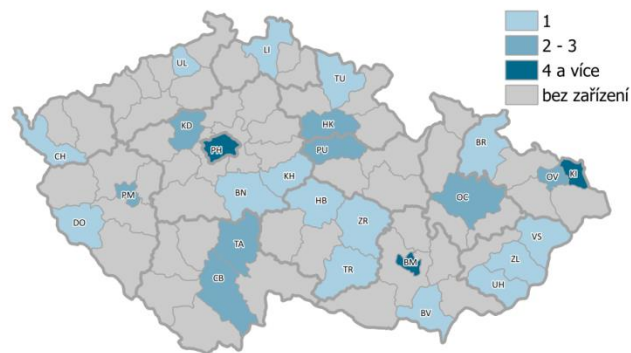 1
2 - 3
4 a více
bez zařízení
UL
LI
TU
KD
HK
PH
PU
CH
BR
PM
KH
BN
HB
OC
OV
KI
DO
TA
ZR
VS
CB
TR
BM
ZL
UH
BV